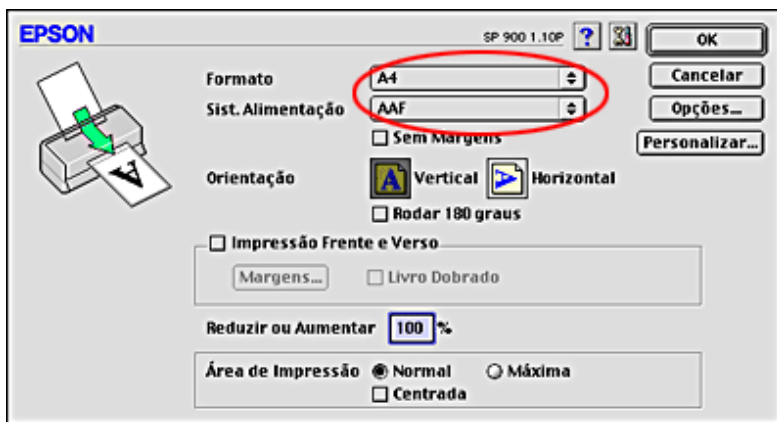 EPSON SP 900 1.10P ? OK
Formato A4 Cancelar
Sist. Alimentação AAF Opções...
Sem Margens Personalizar...
Orientação A Vertical A Horizontal
Rodar 180 graus
Impressão Frente e Verso
Margens... Livro Dobrado
Reduzir ou Aumentar 100 %
Área de Impressão Normal Máxima
Centrada
A